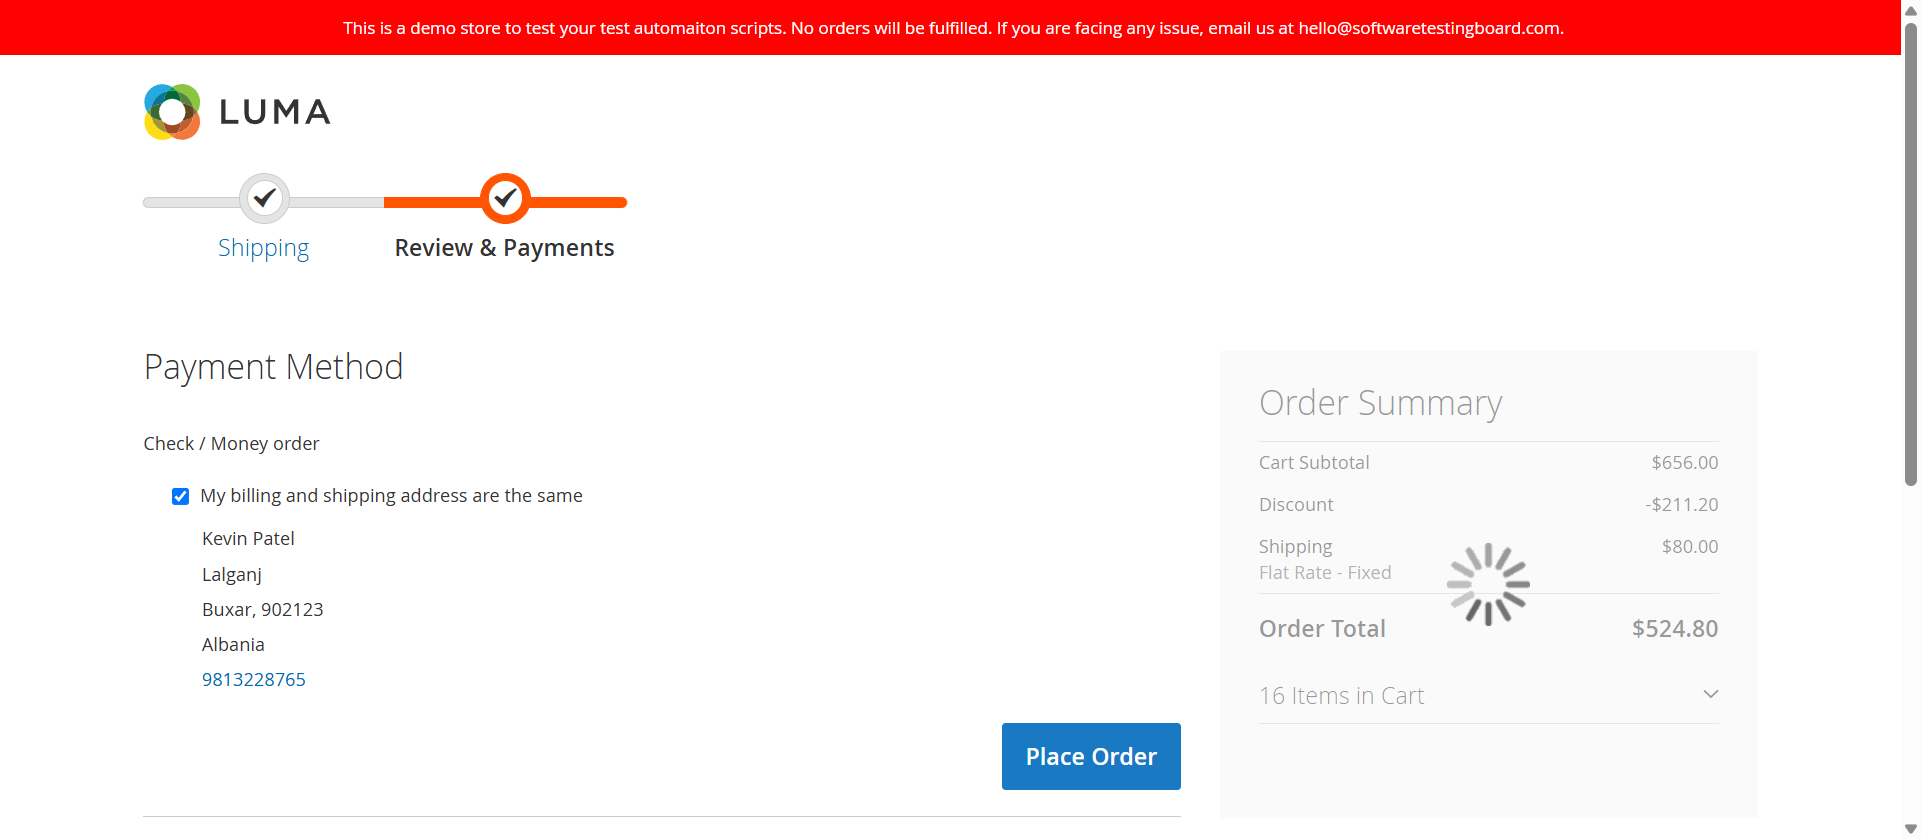 This is a demo store to test your test automaiton scripts. No orders will be fulfilled. If you are facing any issue, email us at hello@softwaretestingboard.com.
LUMA
Shipping
Review & Payments
Payment Method
Check / Money order
My billing and shipping address are the same
Kevin Patel
Lalganj
Buxar, 902123
Albania
9813228765
Place Order
Order Summary
Cart Subtotal $656.00
Discount -$211.20
Shipping $80.00
Flat Rate - Fixed
Order Total $524.80
16 Items in Cart